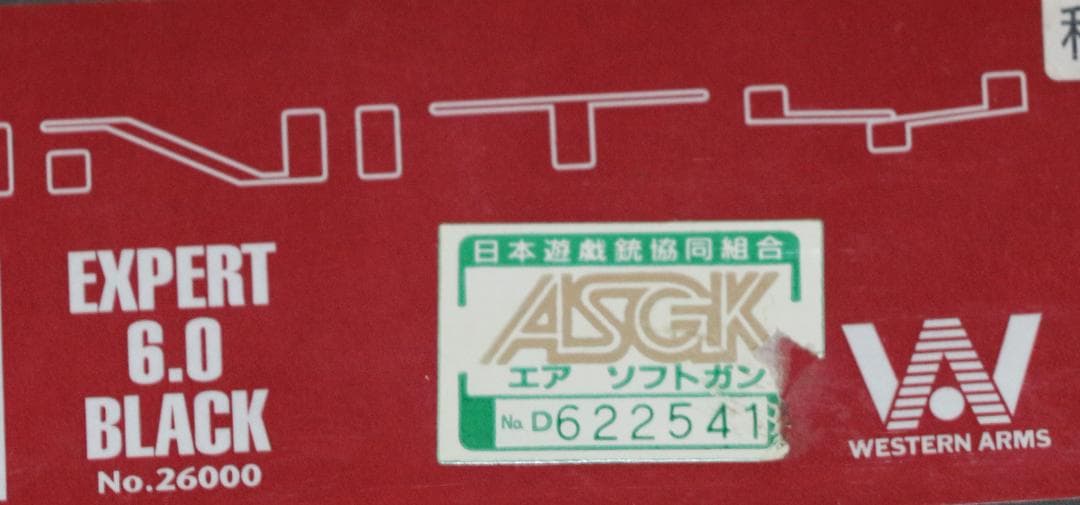 NITY
EXPERT
6.0
BLACK
No.26000
日本遊戯銃協同組合
ASGK
エア ソフトガン
No. D622541
WESTERN ARMS